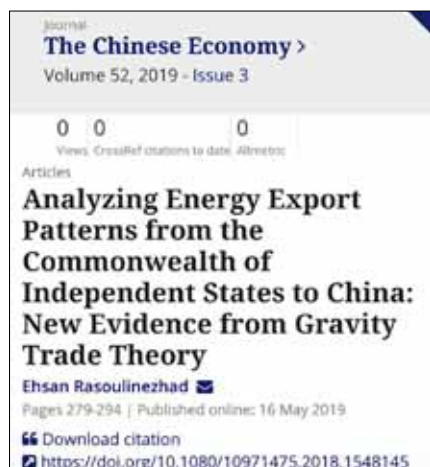 Journal
The Chinese Economy >
Volume 52, 2019 - Issue 3
0 0 0
Views CrossRef citations to date Altmetric
Articles
Analyzing Energy Export
Patterns from the
Commonwealth of
Independent States to China:
New Evidence from Gravity
Trade Theory
Ehsan Rasoulinezhad
Pages 279-294 | Published online: 16 May 2019
Download citation
https://doi.org/10.1080/10971475.2018.1548145